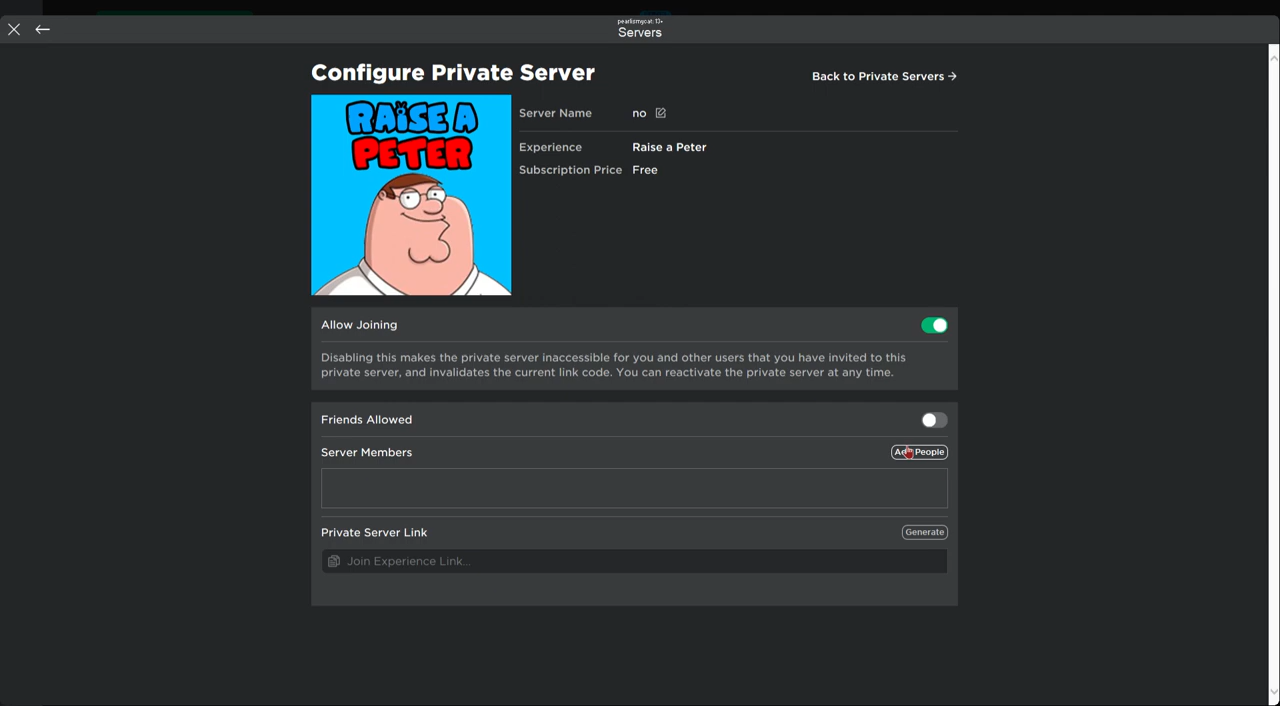 pearlismycat: 13+
Servers
Configure Private Server
Back to Private Servers →
RAISE A
PETER
Server Name no
Experience Raise a Peter
Subscription Price Free
Allow Joining
Disabling this makes the private server inaccessible for you and other users that you have invited to this
private server, and invalidates the current link code. You can reactivate the private server at any time.
Friends Allowed
Server Members
Add People
Private Server Link
Generate
Join Experience Link...